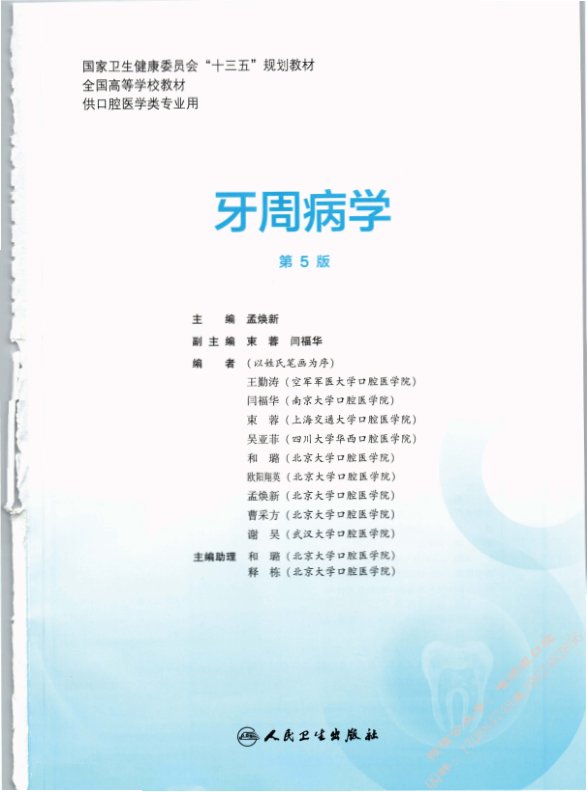 国家卫生健康委员会“十三五”规划教材
全国高等学校教材
供口腔医学类专业用
牙周病学
第 5 版
主 编 孟焕新
副 主 编 束 蓉 闫福华
编 者 (以姓氏笔画为序)
王勤涛(空军军医大学口腔医学院)
闫福华(南京大学口腔医学院)
束 蓉(上海交通大学口腔医学院)
吴亚菲(四川大学华西口腔医学院)
和 璐(北京大学口腔医学院)
欧阳翔英(北京大学口腔医学院)
孟焕新(北京大学口腔医学院)
曹采方(北京大学口腔医学院)
谢 昊(武汉大学口腔医学院)
主编助理 和 璐(北京大学口腔医学院)
释 栋(北京大学口腔医学院)
人民卫生出版社